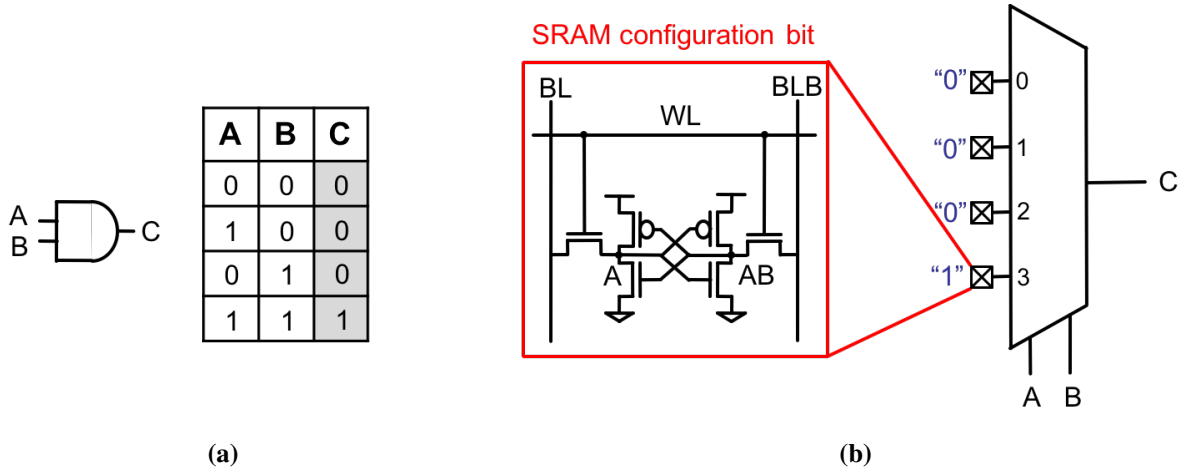 A
B
C
A B C
0 0 0
1 0 0
0 1 0
1 1 1
(a)
SRAM configuration bit
BL
BLB
WL
A
AB
“0” 0
“0” 1
“0” 2
“1” 3
C
A B
(b)